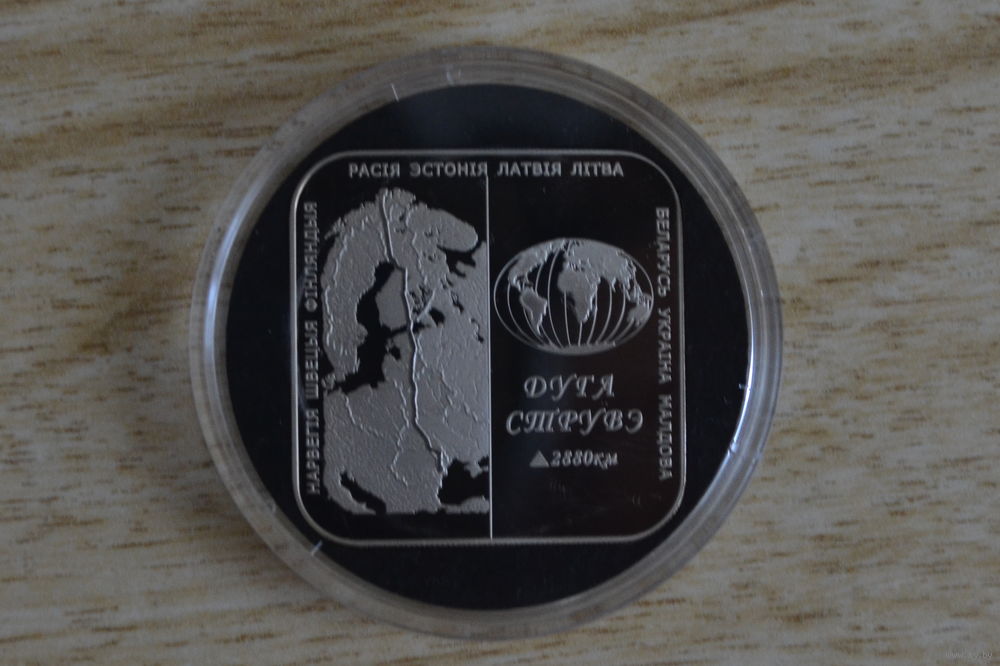 РАСІЯ ЭСТОНІЯ ЛАТВІЯ ЛІТВА
НАРВЕГІЯ ШВЕЦЫЯ ФІНЛЯНДЫЯ
БЕЛАРУСЬ УКРАІНА МАЛДОВА
ДУГА
СТРУВЭ
2880км